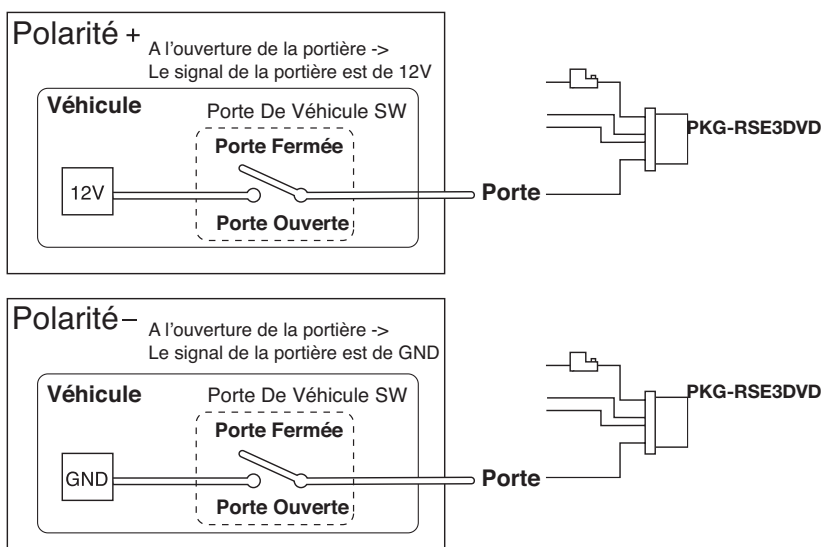 Polarité +
A l'ouverture de la portière ->
Le signal de la portière est de 12V
Véhicule
Porte De Véhicule SW
Porte Fermée
12V
Porte Ouverte
Porte
PKG-RSE3DVD
Polarité –
A l'ouverture de la portière ->
Le signal de la portière est de GND
Véhicule
Porte De Véhicule SW
Porte Fermée
GND
Porte Ouverte
Porte
PKG-RSE3DVD